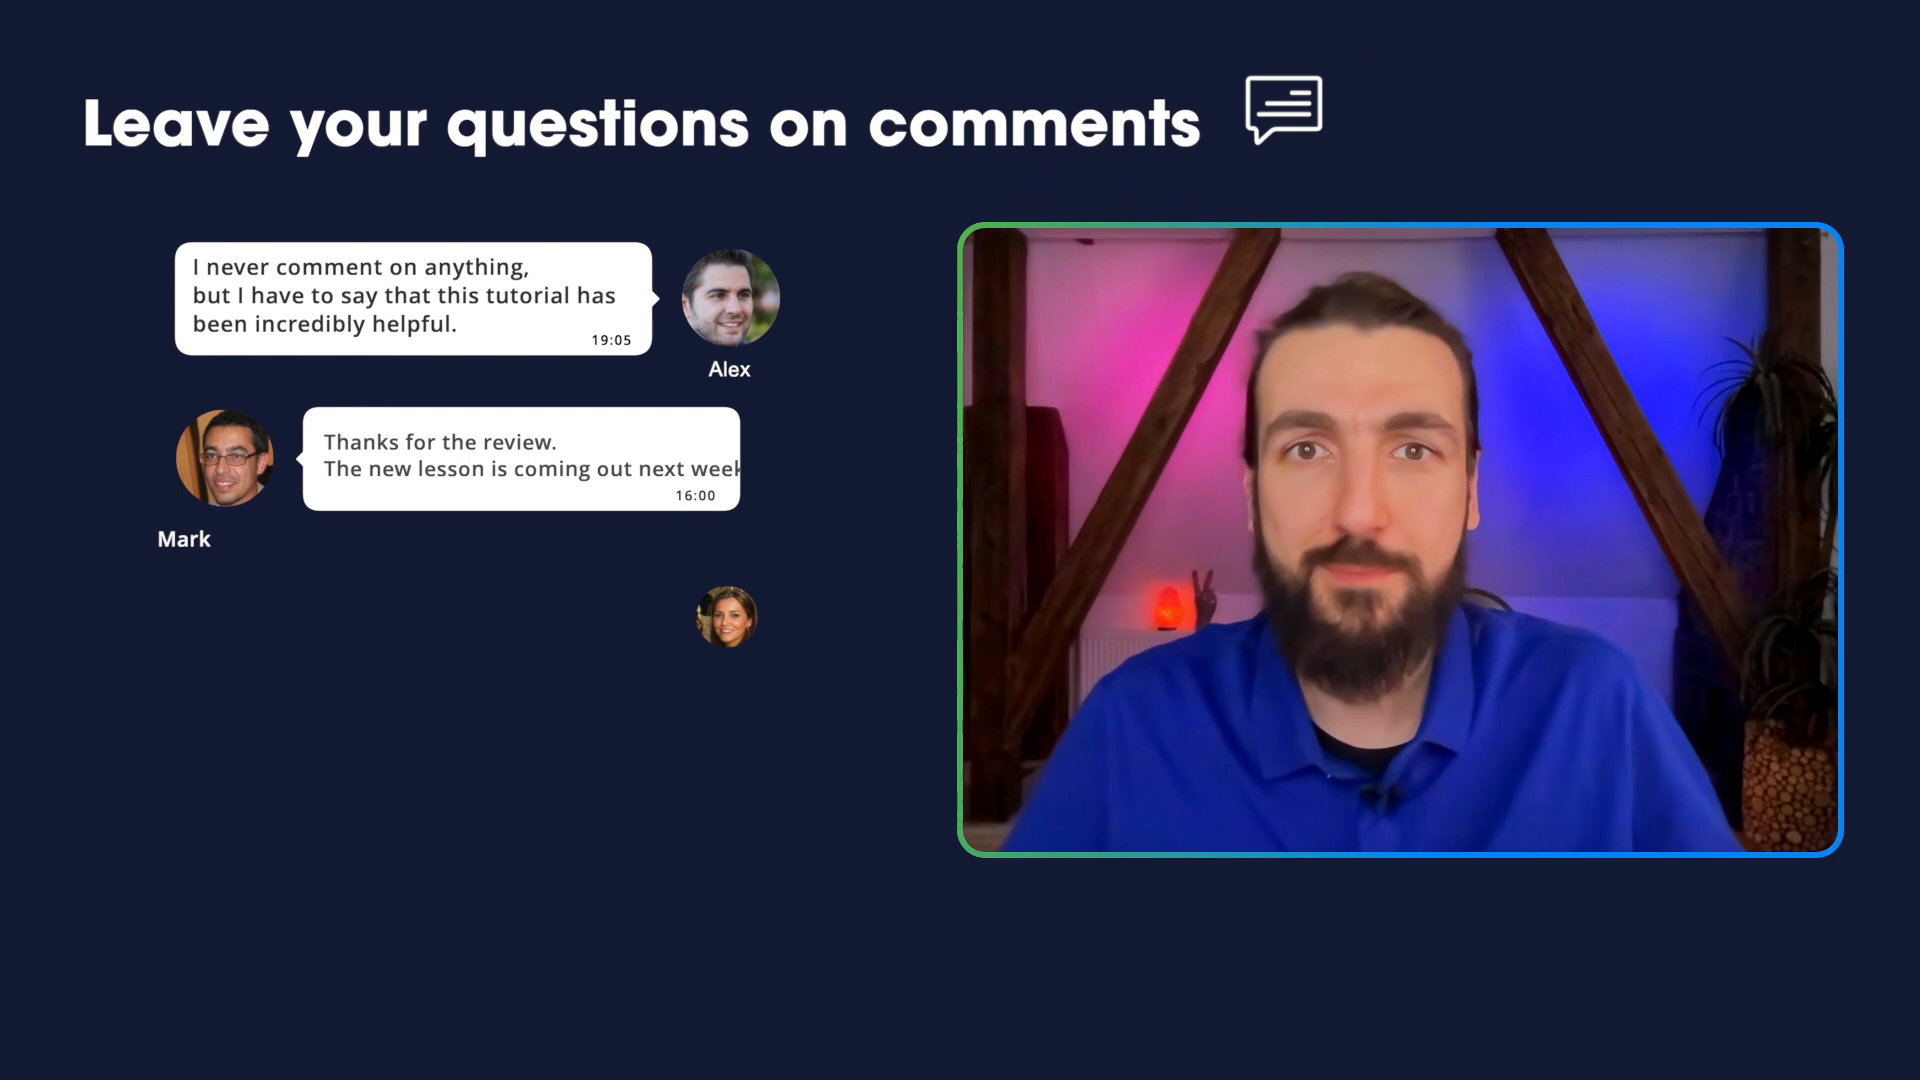 Leave your questions on comments
I never comment on anything,
but I have to say that this tutorial has
been incredibly helpful.
19:05
Alex
Thanks for the review.
The new lesson is coming out next week
16:00
Mark